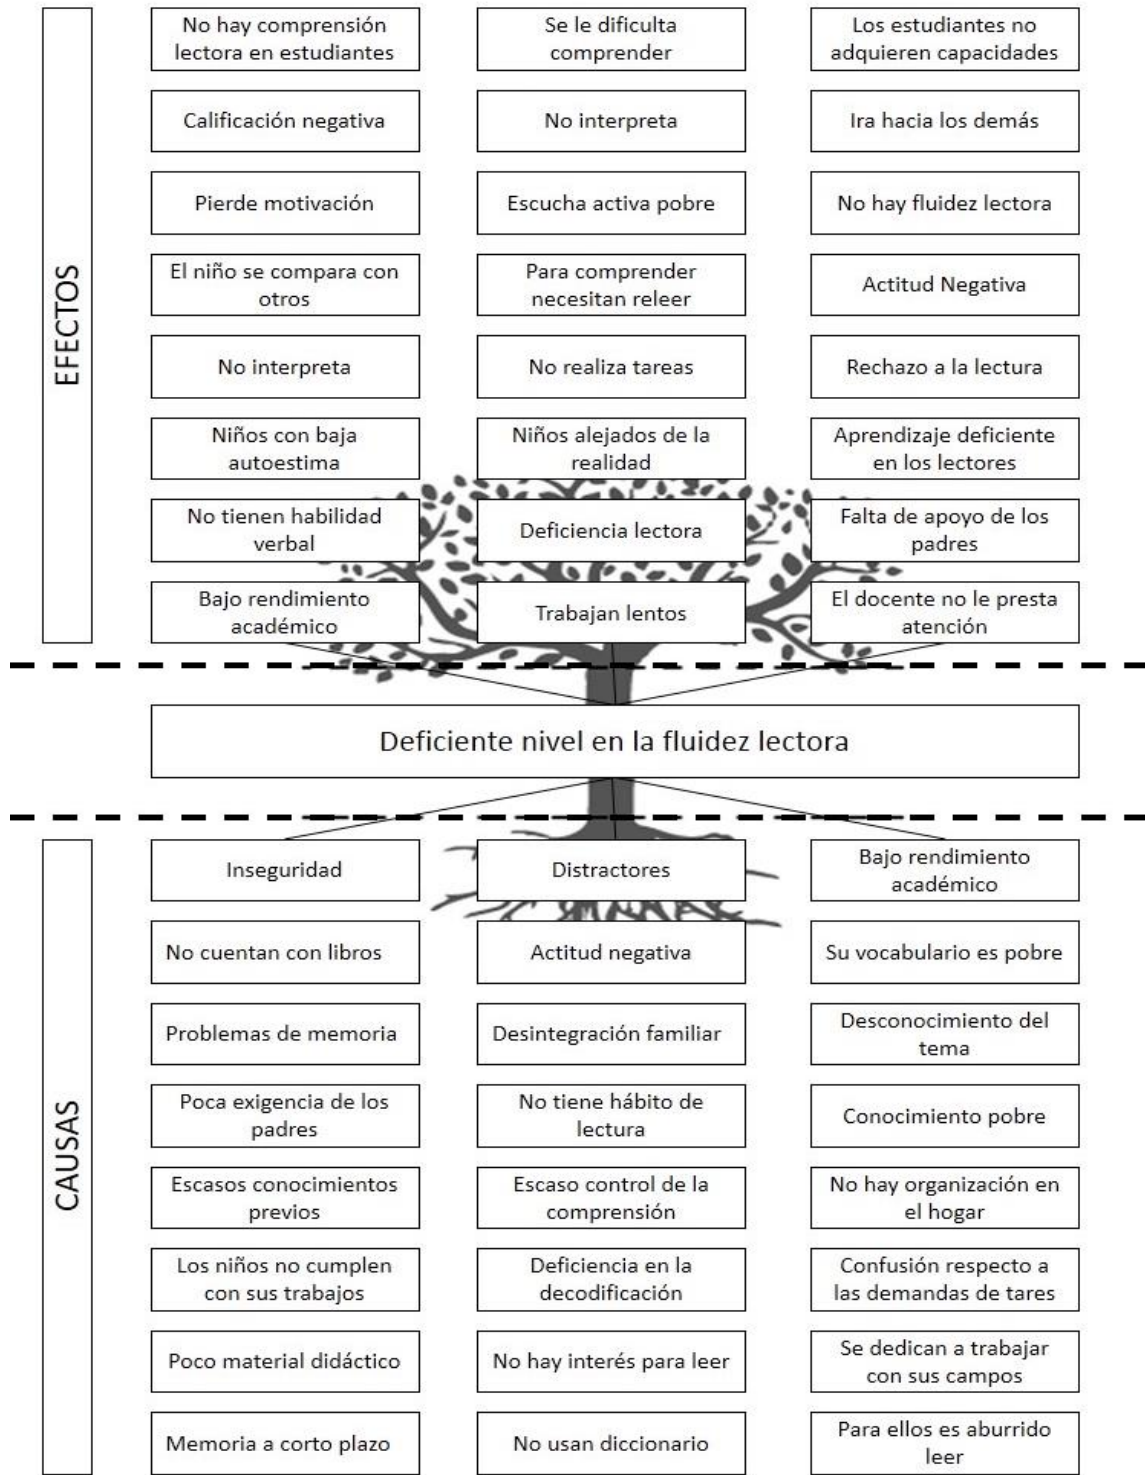 EFECTOS
No hay comprensión
lectora en estudiantes
Se le dificulta
comprender
Los estudiantes no
adquieren capacidades
Calificación negativa
No interpreta
Ira hacia los demás
Pierde motivación
Escucha activa pobre
No hay fluidez lectora
El niño se compara con
otros
Para comprender
necesitan releer
Actitud Negativa
No interpreta
No realiza tareas
Rechazo a la lectura
Niños con baja
autoestima
Niños alejados de la
realidad
Aprendizaje deficiente
en los lectores
No tienen habilidad
verbal
Deficiencia lectora
Falta de apoyo de los
padres
Bajo rendimiento
académico
Trabajan lentos
El docente no le presta
atención
Deficiente nivel en la fluidez lectora
CAUSAS
Inseguridad
Distractores
Bajo rendimiento
académico
No cuentan con libros
Actitud negativa
Su vocabulario es pobre
Problemas de memoria
Desintegración familiar
Desconocimiento del
tema
Poca exigencia de los
padres
No tiene hábito de
lectura
Conocimiento pobre
Escasos conocimientos
previos
Escaso control de la
comprensión
No hay organización en
el hogar
Los niños no cumplen
con sus trabajos
Deficiencia en la
decodificación
Confusión respecto a
las demandas de tares
Poco material didáctico
No hay interés para leer
Se dedican a trabajar
con sus campos
Memoria a corto plazo
No usan diccionario
Para ellos es aburrido
leer